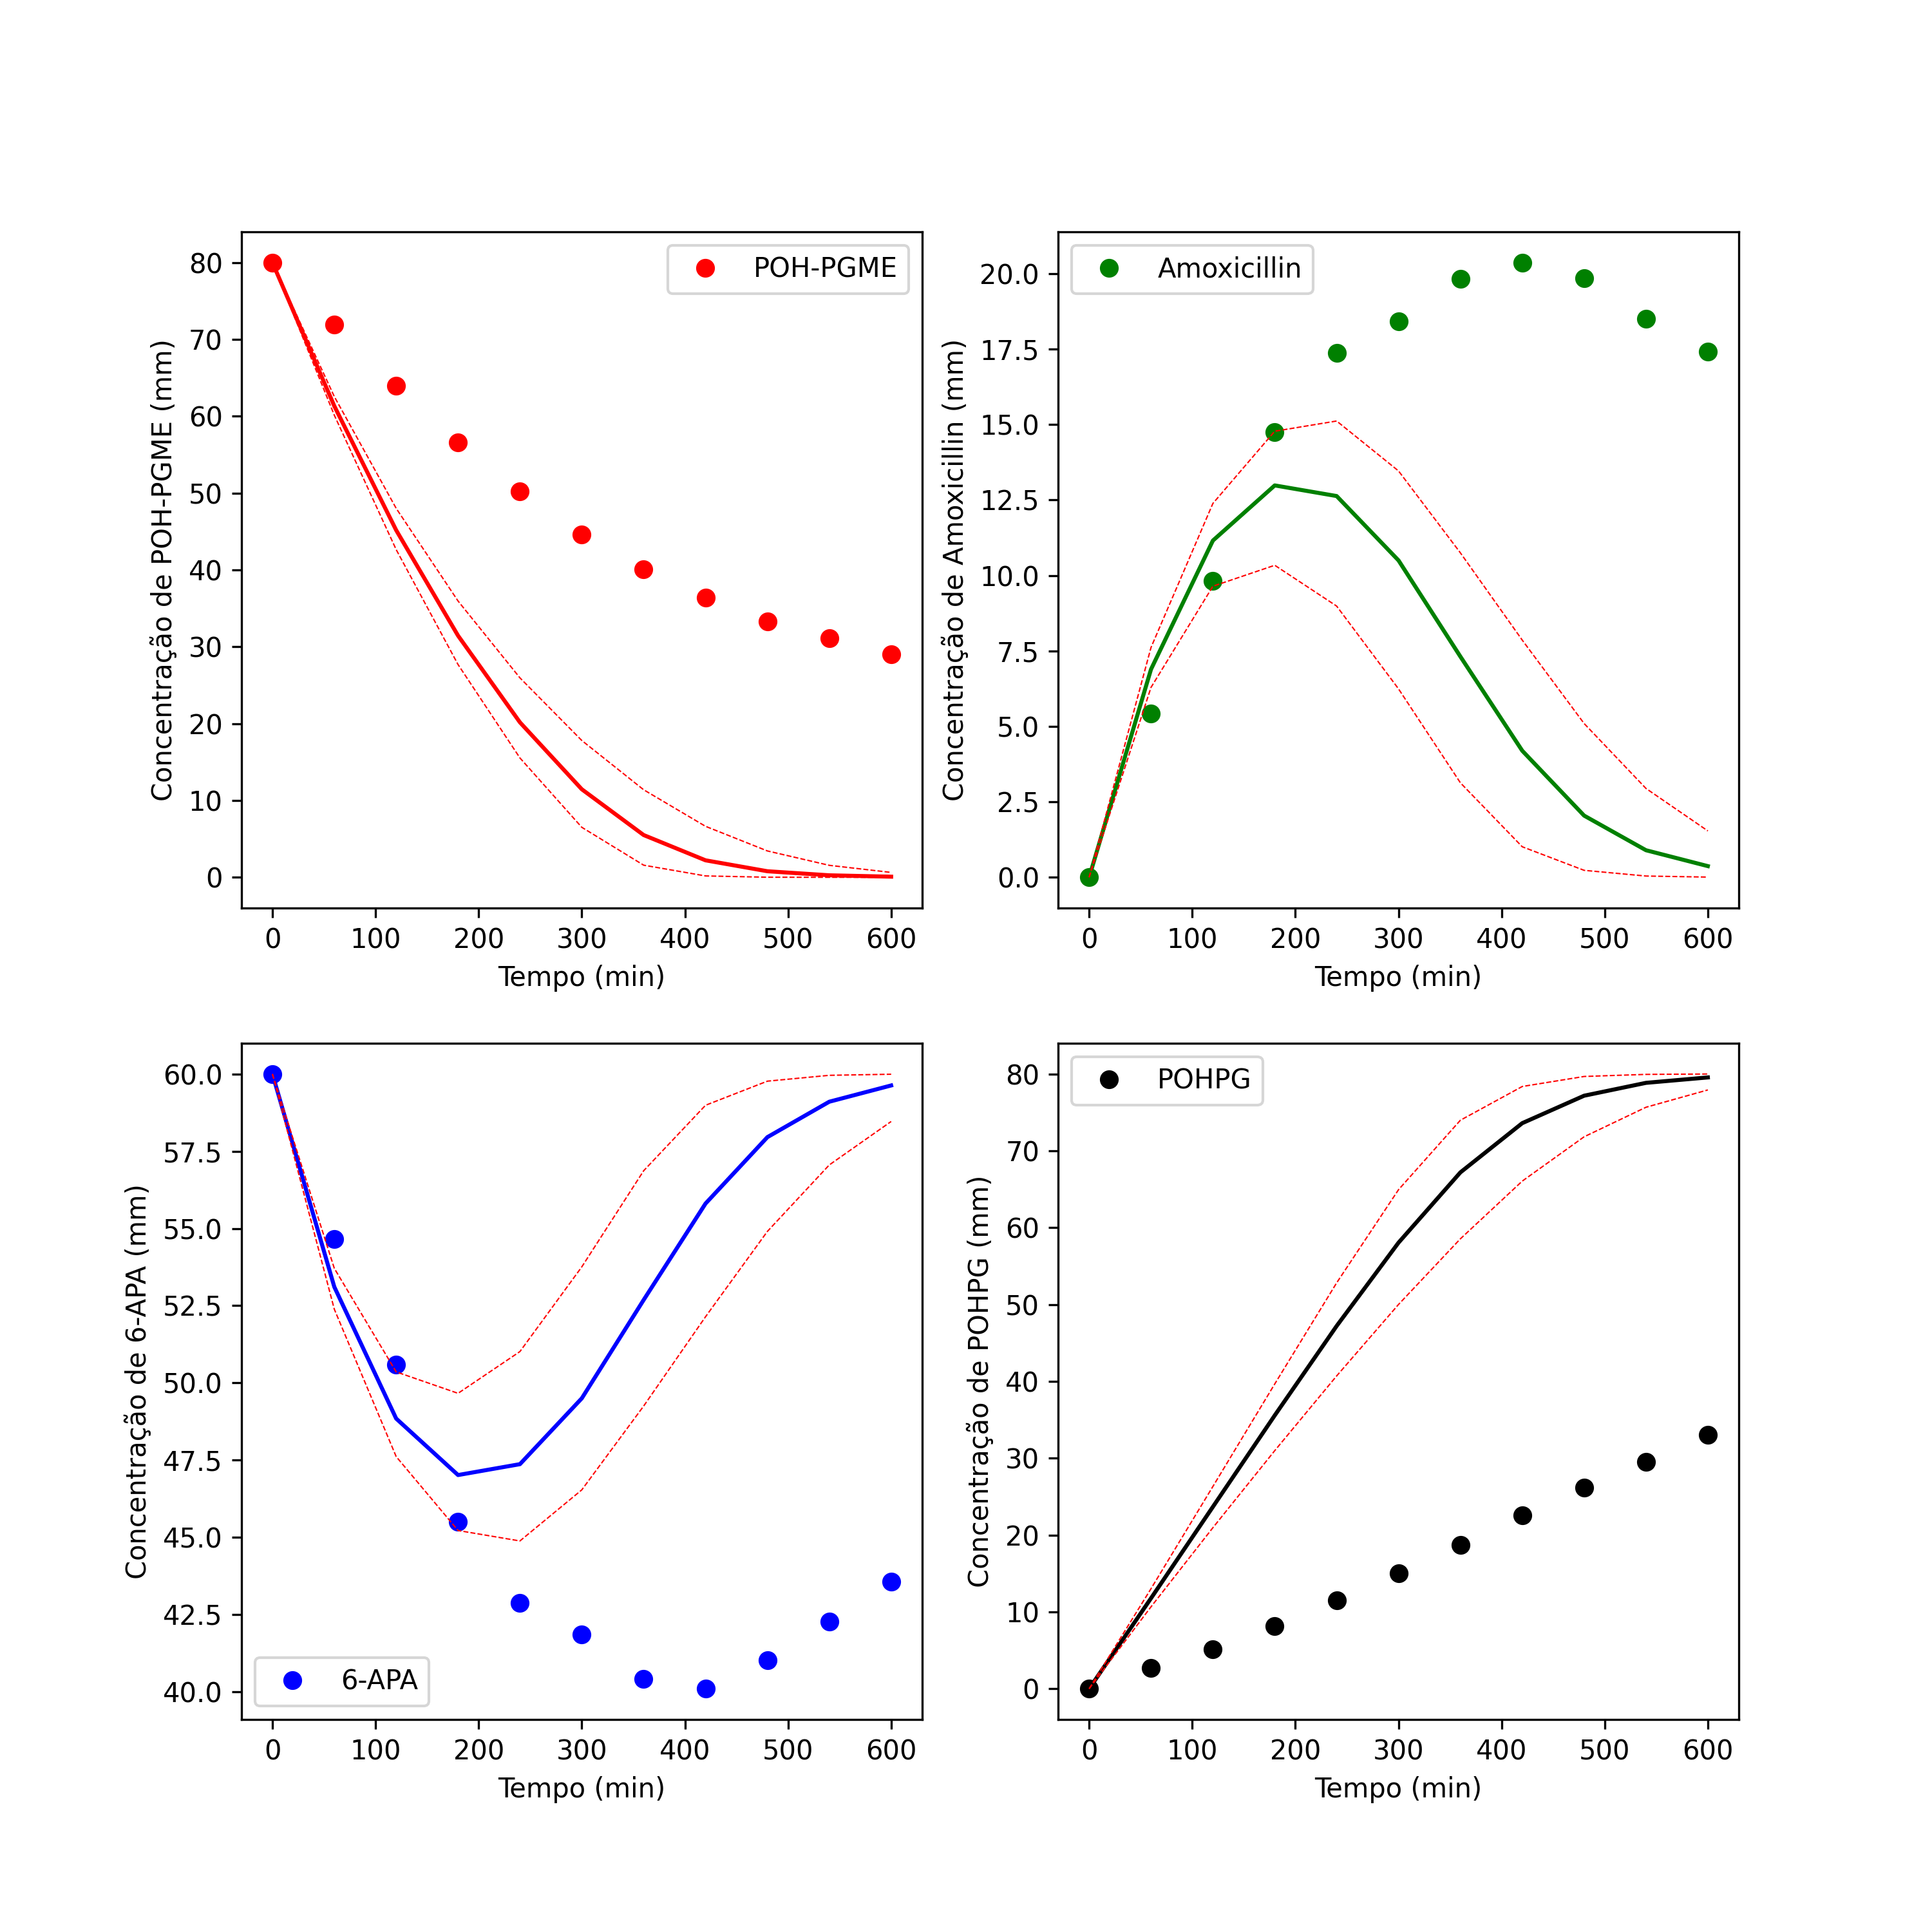 POH-PGME
Concentração de POH-PGME (mm)
80
70
60
50
40
30
20
10
0
0 100 200 300 400 500 600
Tempo (min)
Amoxicillin
Concentração de Amoxicillin (mm)
20.0
17.5
15.0
12.5
10.0
7.5
5.0
2.5
0.0
0 100 200 300 400 500 600
Tempo (min)
6-APA
Concentração de 6-APA (mm)
60.0
57.5
55.0
52.5
50.0
47.5
45.0
42.5
40.0
0 100 200 300 400 500 600
Tempo (min)
POHPG
Concentração de POHPG (mm)
80
70
60
50
40
30
20
10
0
0 100 200 300 400 500 600
Tempo (min)